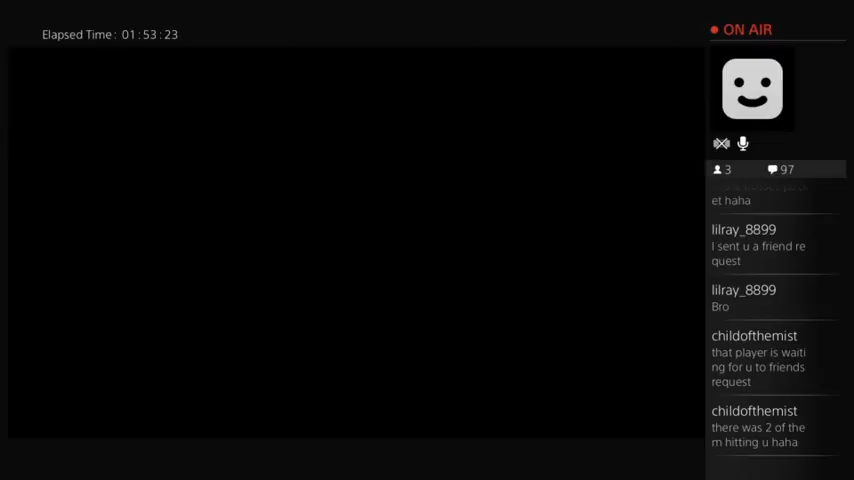 Elapsed Time: 01:53:23
ON AIR
3 97
et haha
lilray_8899
I sent u a friend re
quest
lilray_8899
Bro
childofthemist
that player is waiti
ng for u to friends
request
childofthemist
there was 2 of the
m hitting u haha